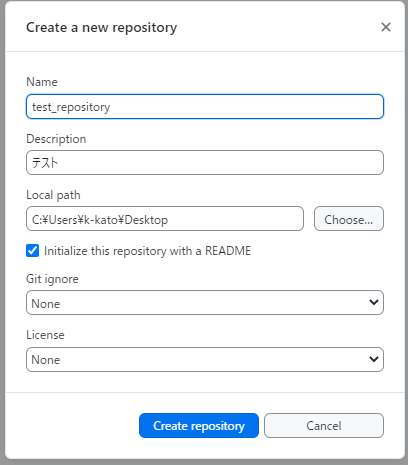 Create a new repository
Name
test_repository
Description
テスト
Local path
C:¥Users¥k-kato¥Desktop
Choose...
Initialize this repository with a README
Git ignore
None
License
None
Create repository
Cancel